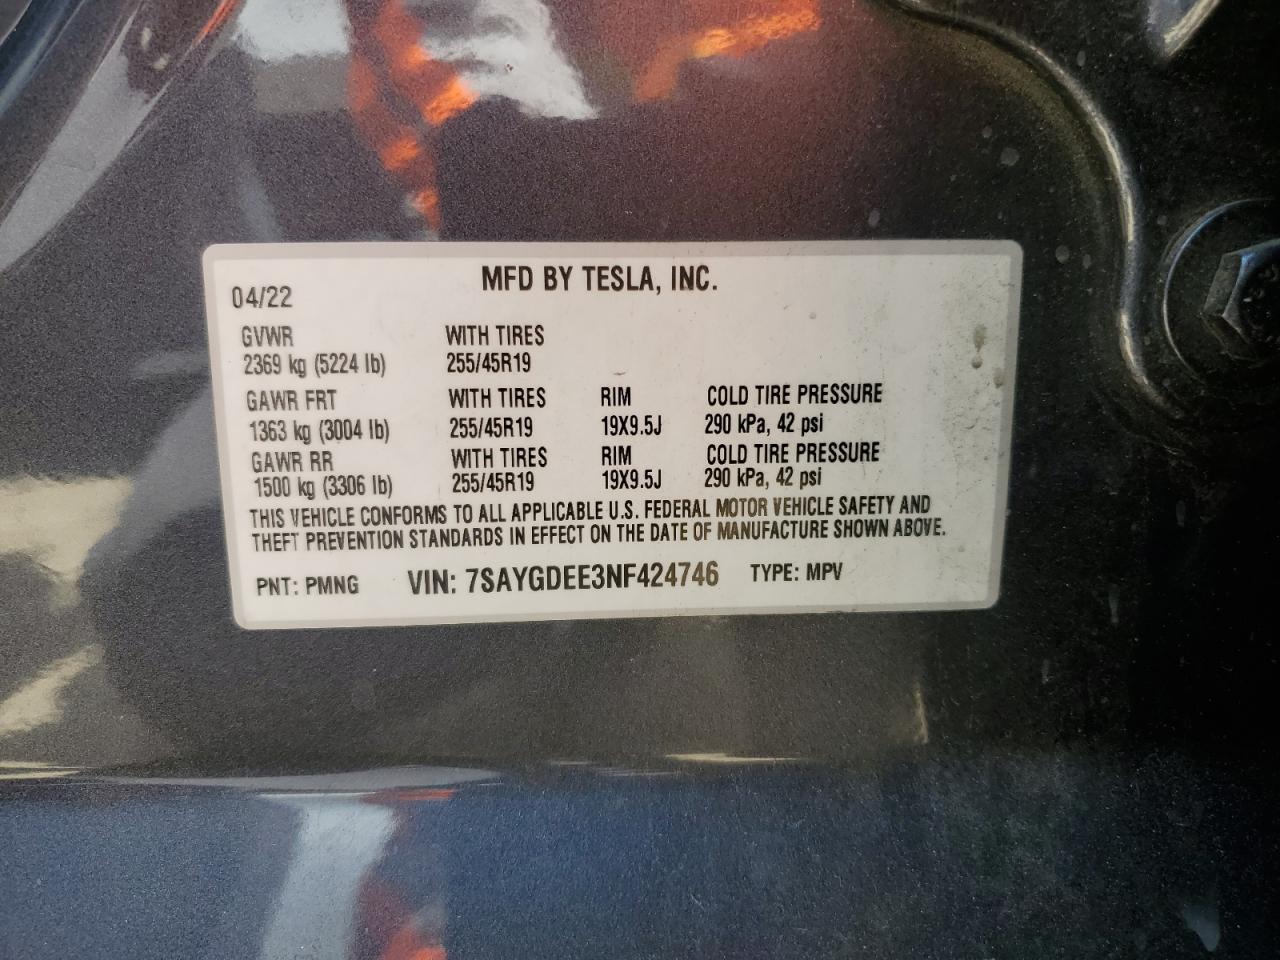 MFD BY TESLA, INC.
04/22
GVWR WITH TIRES
2369 kg (5224 lb) 255/45R19
GAWR FRT WITH TIRES RIM COLD TIRE PRESSURE
1363 kg (3004 lb) 255/45R19 19X9.5J 290 kPa, 42 psi
GAWR RR WITH TIRES RIM COLD TIRE PRESSURE
1500 kg (3306 lb) 255/45R19 19X9.5J 290 kPa, 42 psi
THIS VEHICLE CONFORMS TO ALL APPLICABLE U.S. FEDERAL MOTOR VEHICLE SAFETY AND
THEFT PREVENTION STANDARDS IN EFFECT ON THE DATE OF MANUFACTURE SHOWN ABOVE.
PNT: PMNG VIN: 7SAYGDEE3NF424746 TYPE: MPV